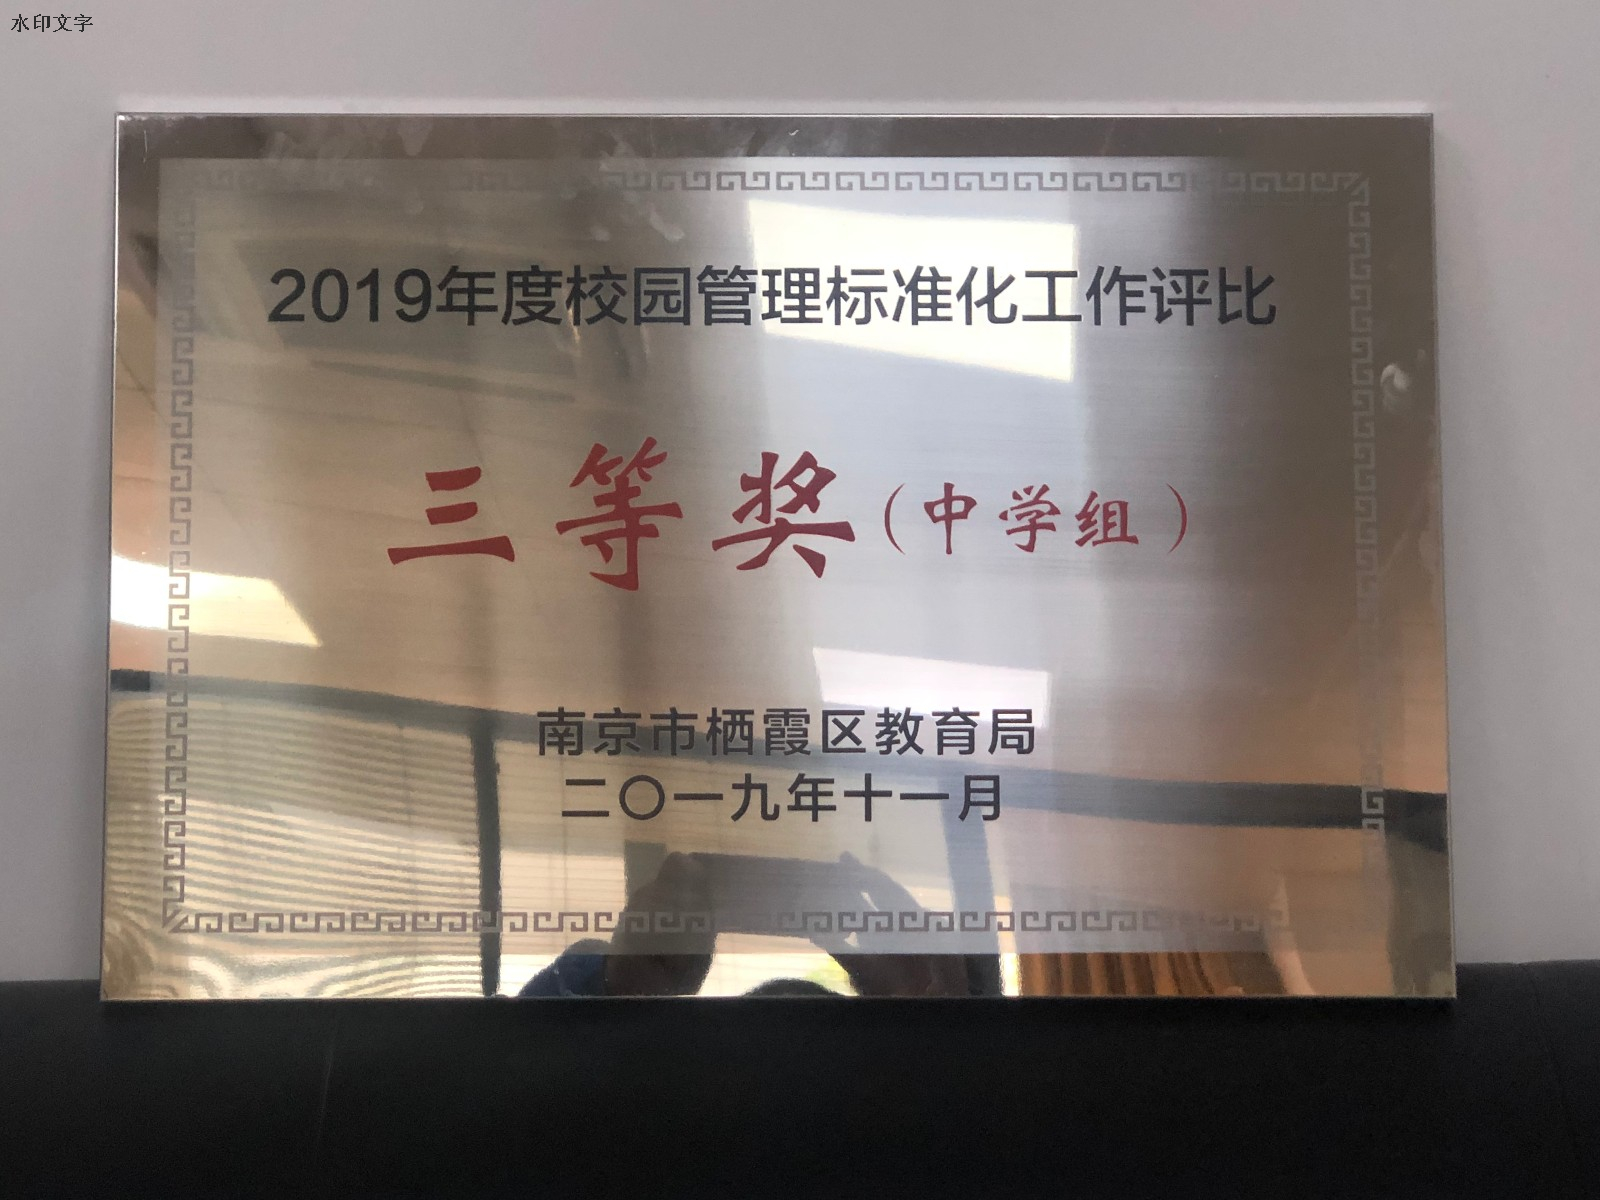 水印文字
2019年度校园管理标准化工作评比
三等奖（中学组）
南京市栖霞区教育局
二〇一九年十一月